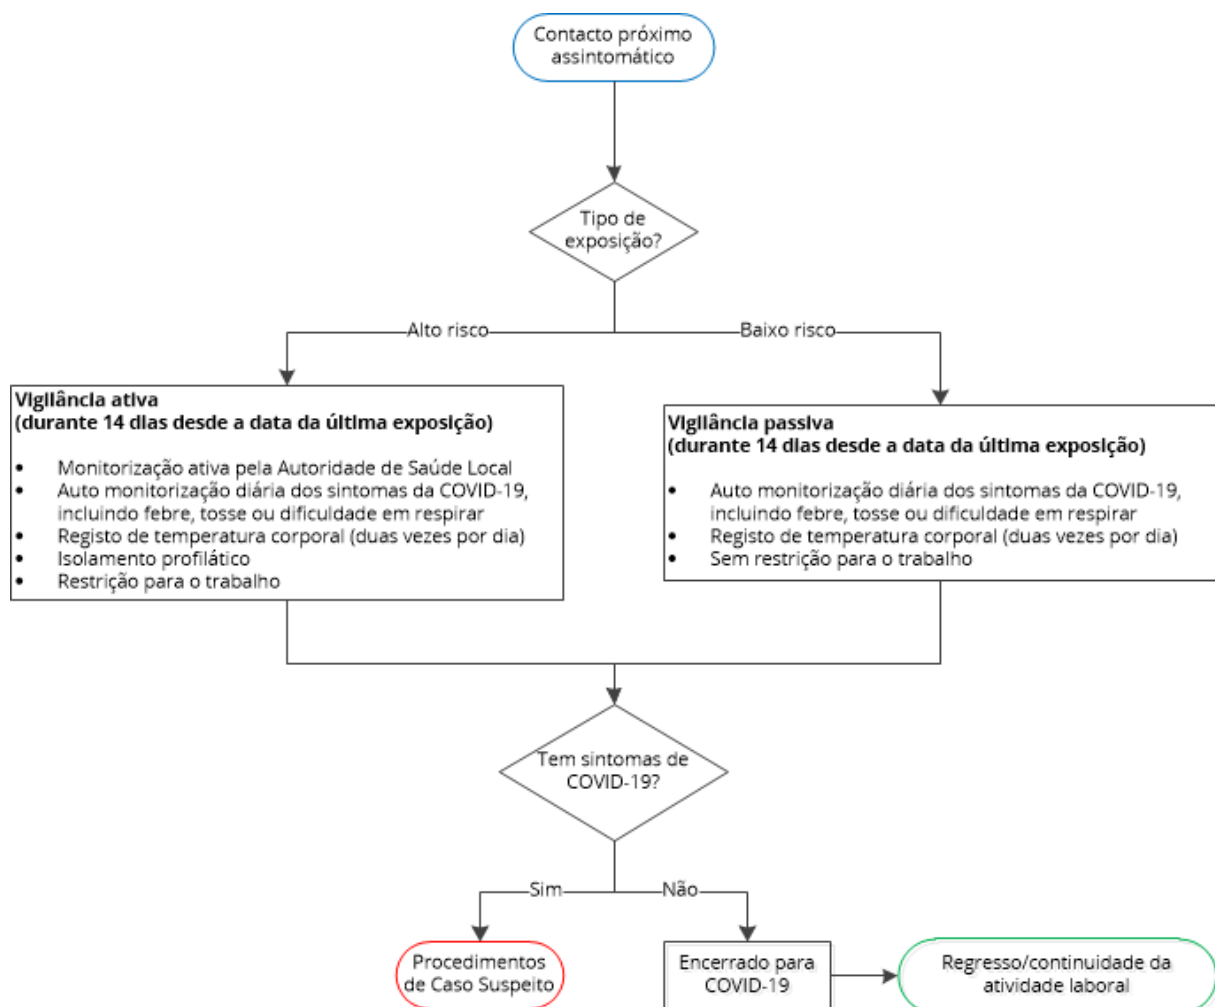 Contacto próximo
assintomático
Tipo de
exposição?
Alto risco
Baixo risco
Vigilância ativa
(durante 14 dias desde a data da última exposição)
• Monitorização ativa pela Autoridade de Saúde Local
• Auto monitorização diária dos sintomas da COVID-19,
incluindo febre, tosse ou dificuldade em respirar
• Registo de temperatura corporal (duas vezes por dia)
• Isolamento profilático
• Restrição para o trabalho
Vigilância passiva
(durante 14 dias desde a data da última exposição)
• Auto monitorização diária dos sintomas da COVID-19,
incluindo febre, tosse ou dificuldade em respirar
• Registo de temperatura corporal (duas vezes por dia)
• Sem restrição para o trabalho
Tem sintomas de
COVID-19?
Sim
Não
Procedimentos
de Caso Suspeito
Encerrado para
COVID-19
Regresso/continuidade da
atividade laboral